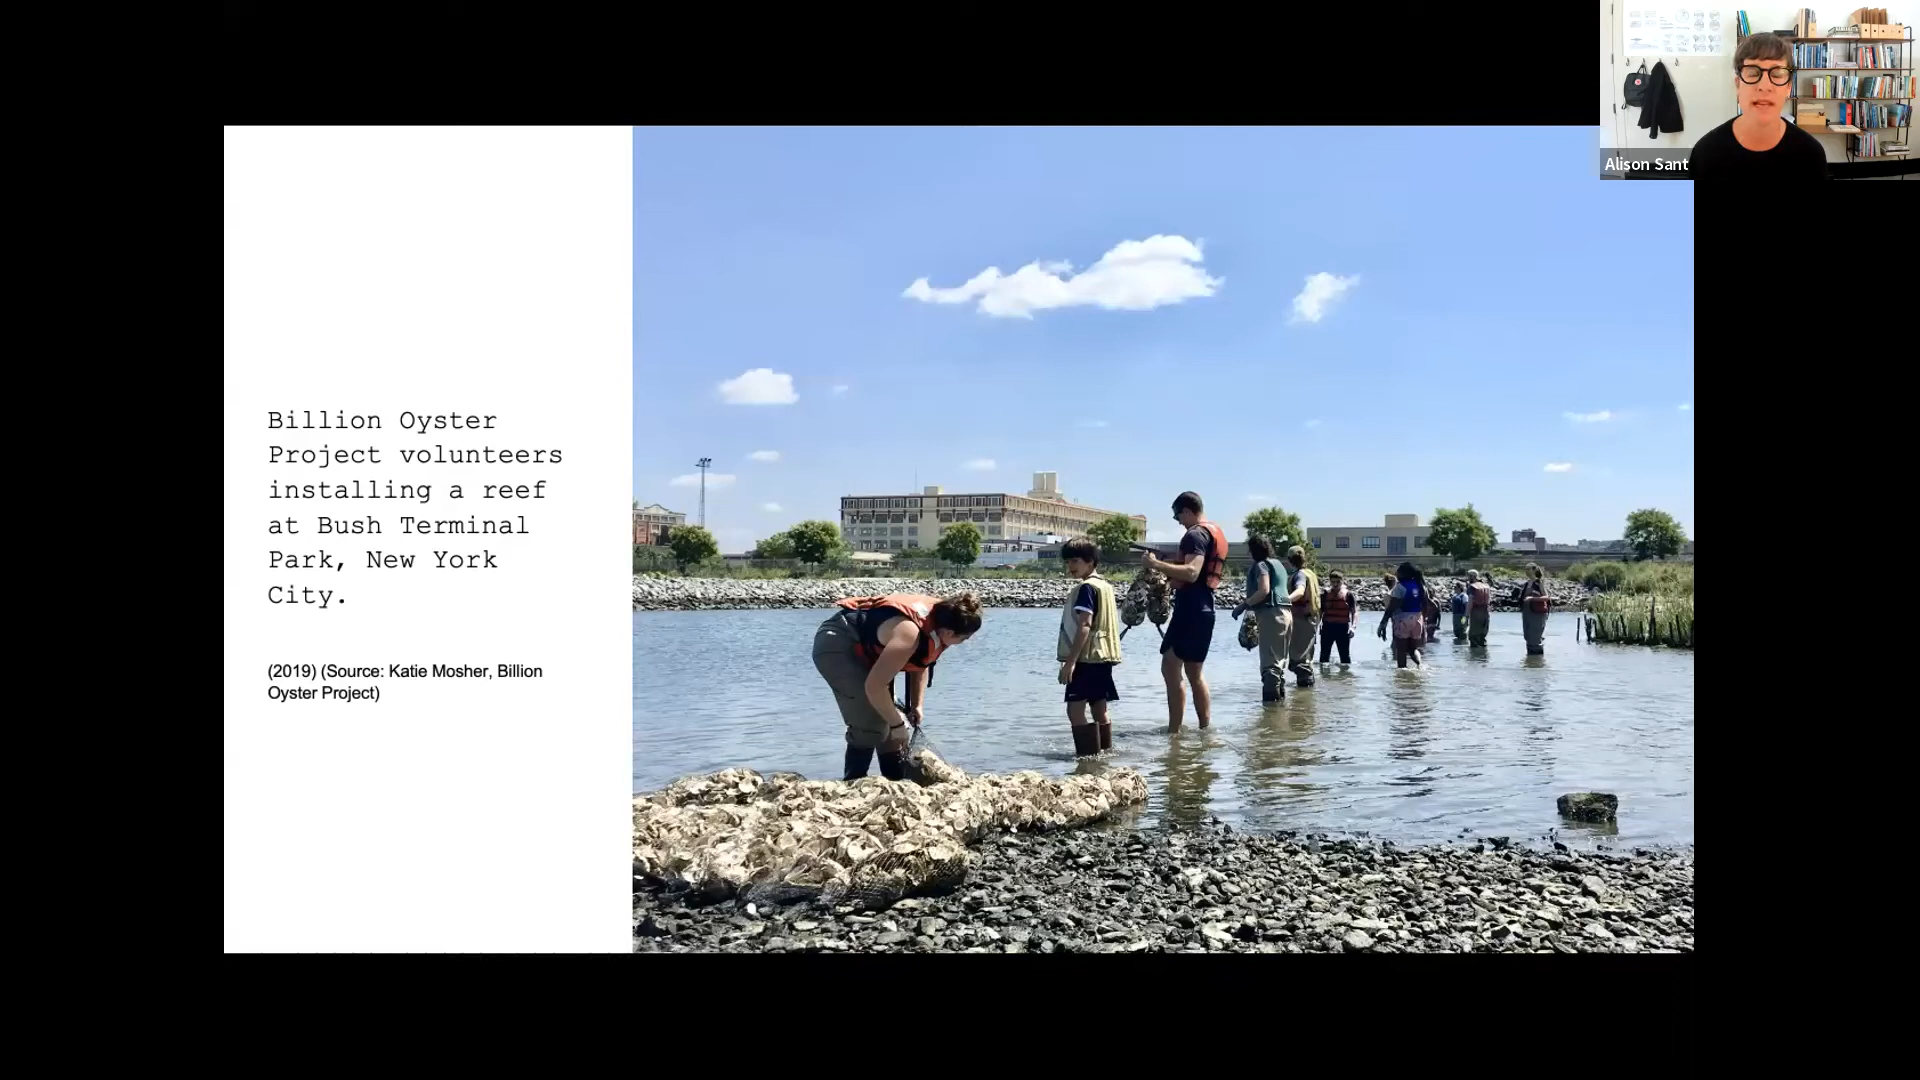 Billion Oyster
Project volunteers
installing a reef
at Bush Terminal
Park, New York
City.
(2019) (Source: Katie Mosher, Billion
Oyster Project)
Alison Sant